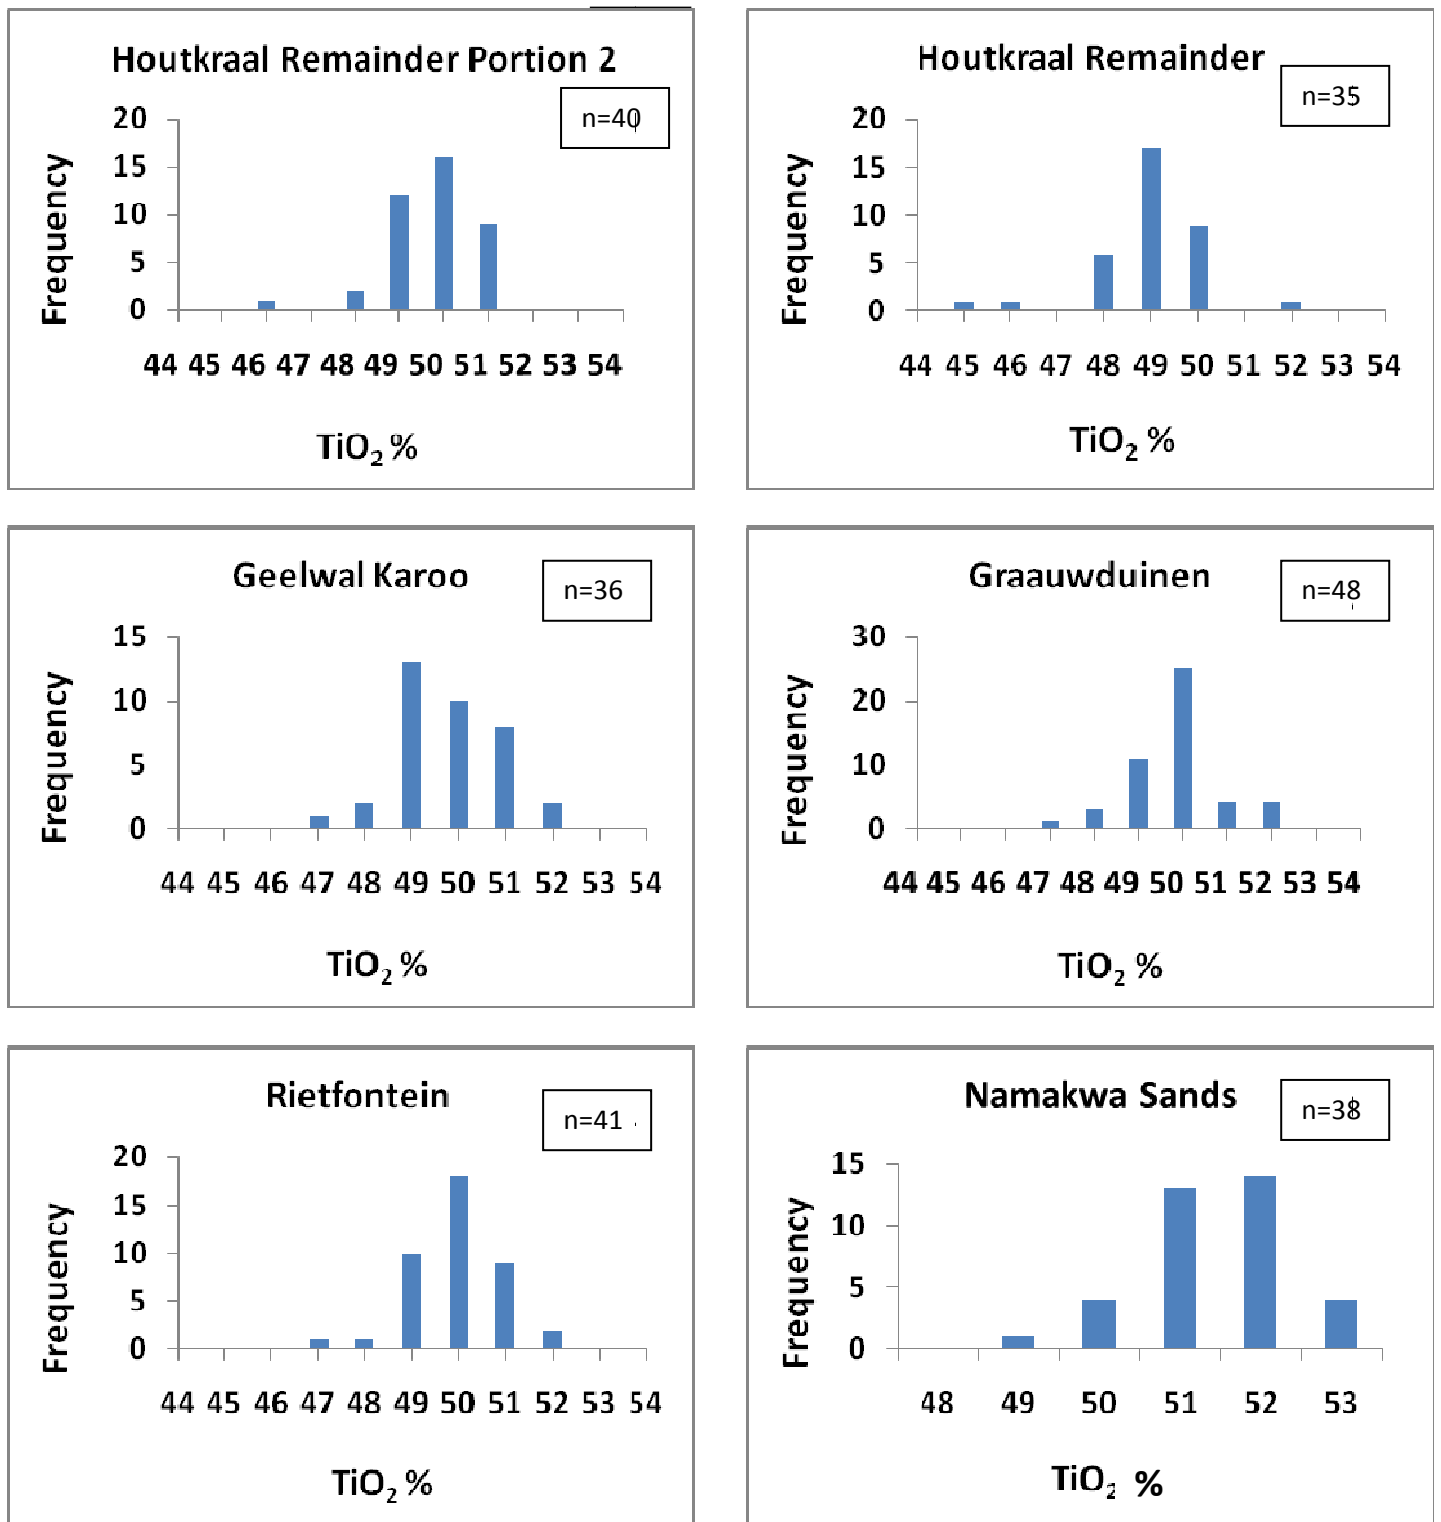 Houtkraal Remainder Portion 2
n=40
20
15
10
5
0
Frequency
44 45 46 47 48 49 50 51 52 53 54
TiO₂ %
Houtkraal Remainder
n=35
20
15
10
5
0
Frequency
44 45 46 47 48 49 50 51 52 53 54
TiO₂ %
Geelwal Karoo
n=36
15
10
5
0
Frequency
44 45 46 47 48 49 50 51 52 53 54
TiO₂ %
Graauwduinen
n=48
30
20
10
0
Frequency
44 45 46 47 48 49 50 51 52 53 54
TiO₂ %
Rietfontein
n=41
20
15
10
5
0
Frequency
44 45 46 47 48 49 50 51 52 53 54
TiO₂ %
Namakwa Sands
n=38
15
10
5
0
Frequency
48 49 50 51 52 53
TiO₂ %